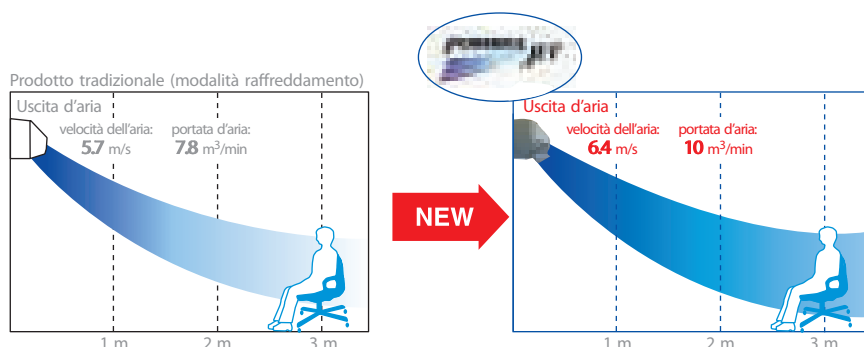 Prodotto tradizionale (modalità raffreddamento)
Uscita d'aria
velocità dell'aria: portata d'aria:
5.7 m/s 7.8 m³/min
1 m 2 m 3 m
NEW
JET
Uscita d'aria
velocità dell'aria: portata d'aria:
6.4 m/s 10 m³/min
1 m 2 m 3 m